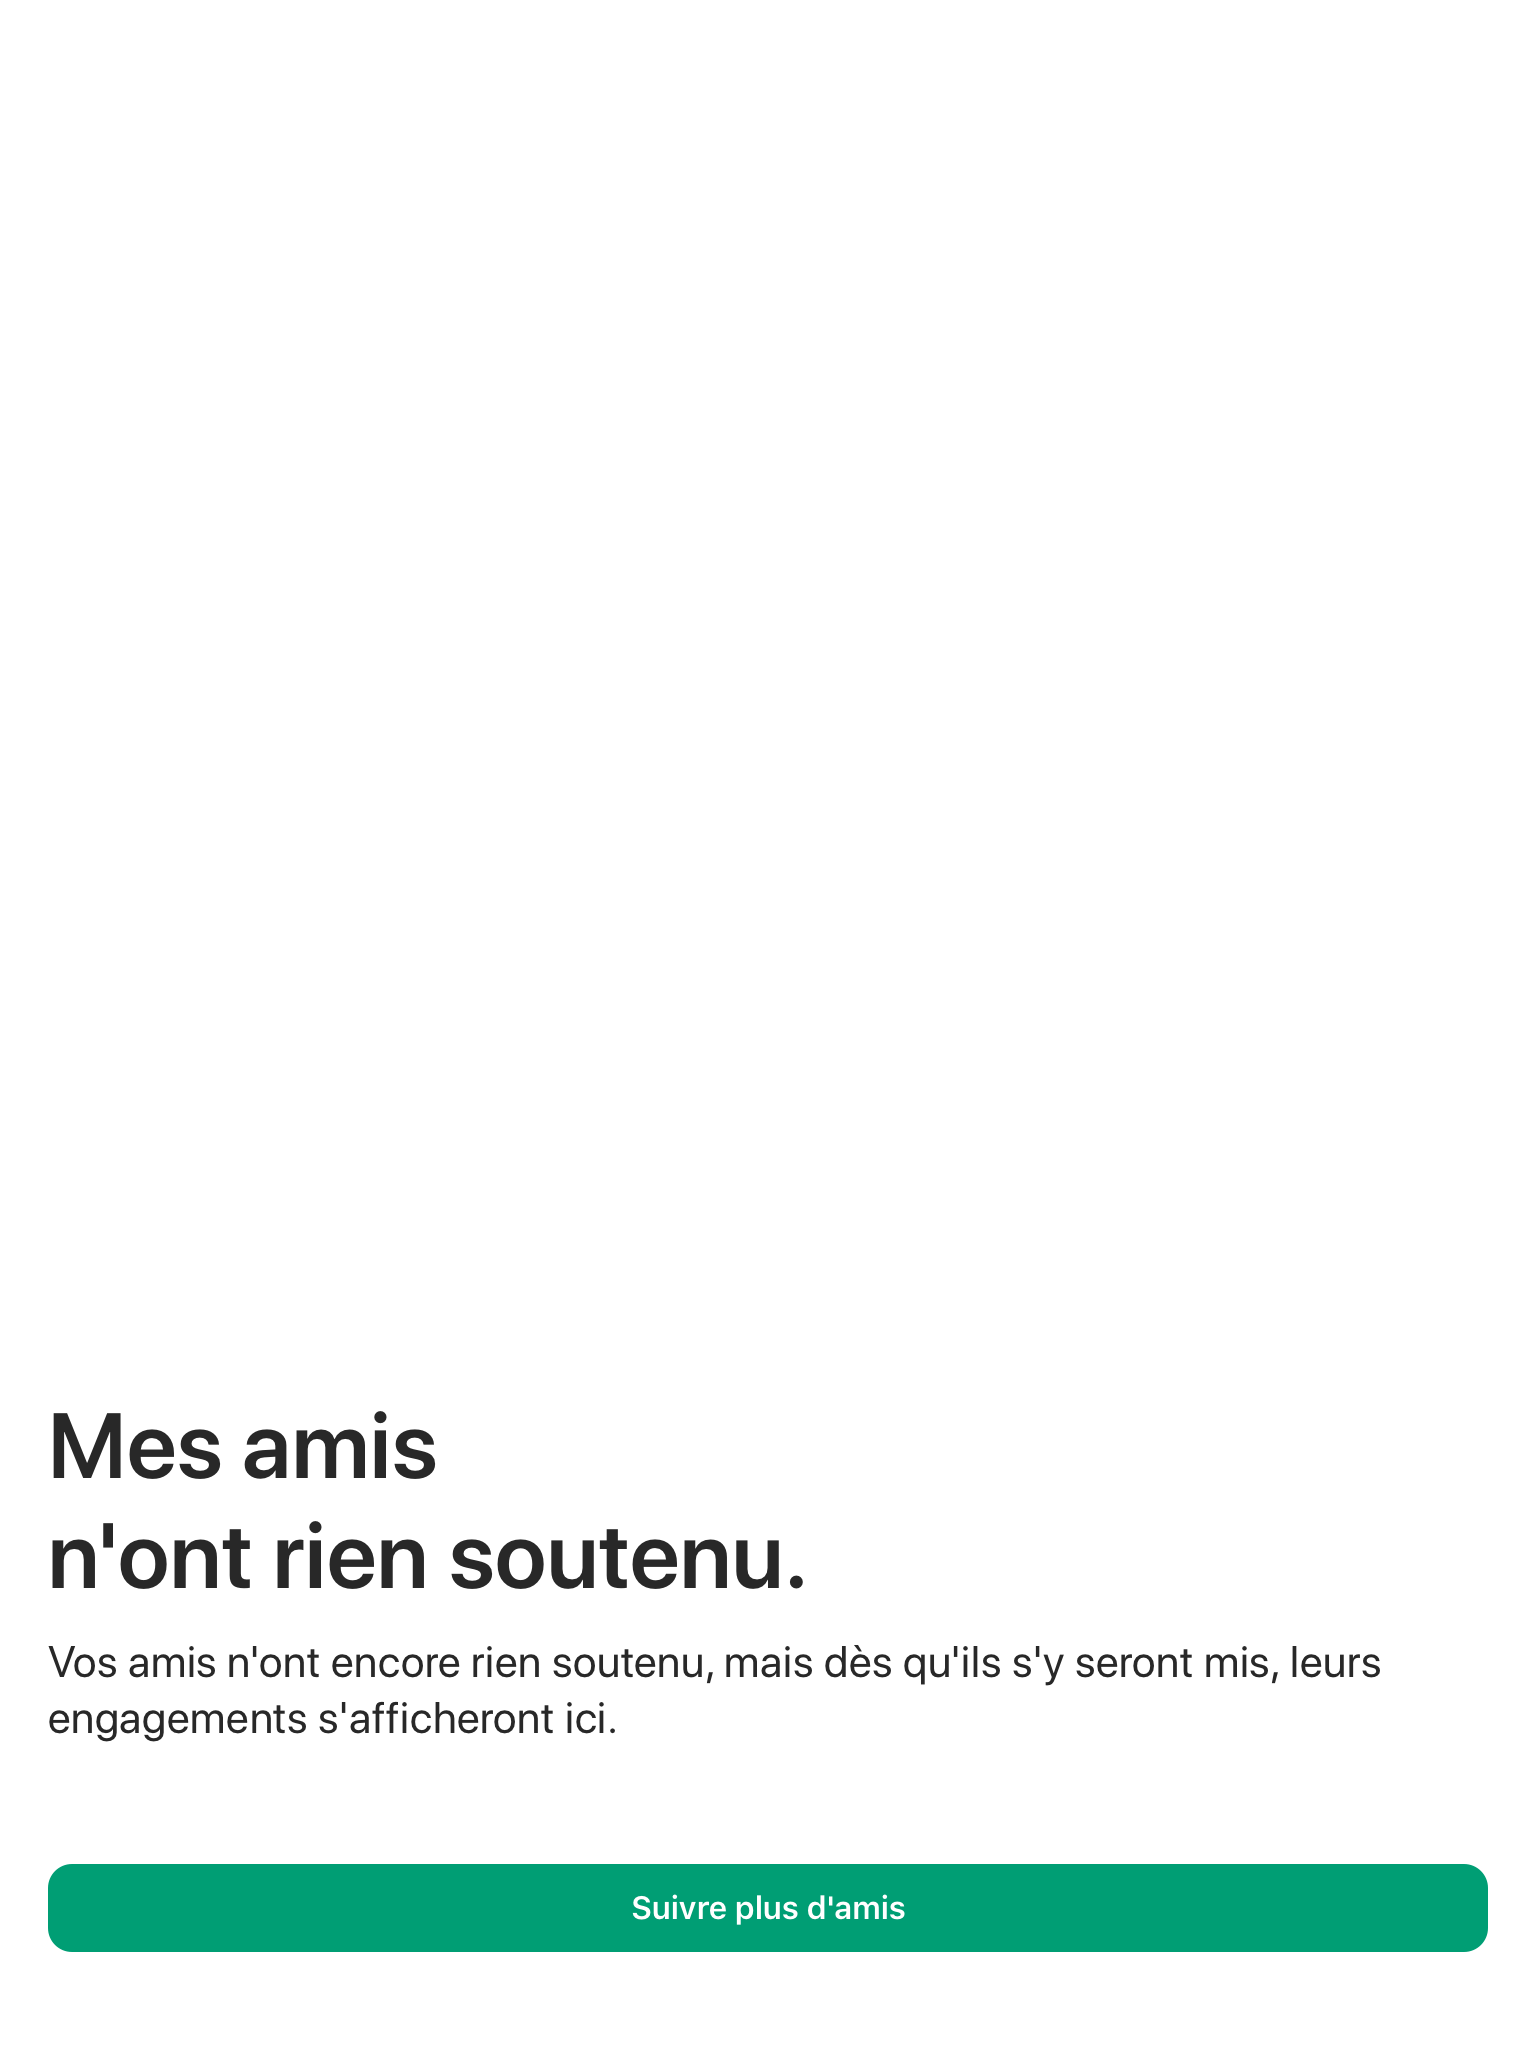 Mes amis
n'ont rien soutenu.
Vos amis n'ont encore rien soutenu, mais dès qu'ils s'y seront mis, leurs
engagements s'afficheront ici.
Suivre plus d'amis